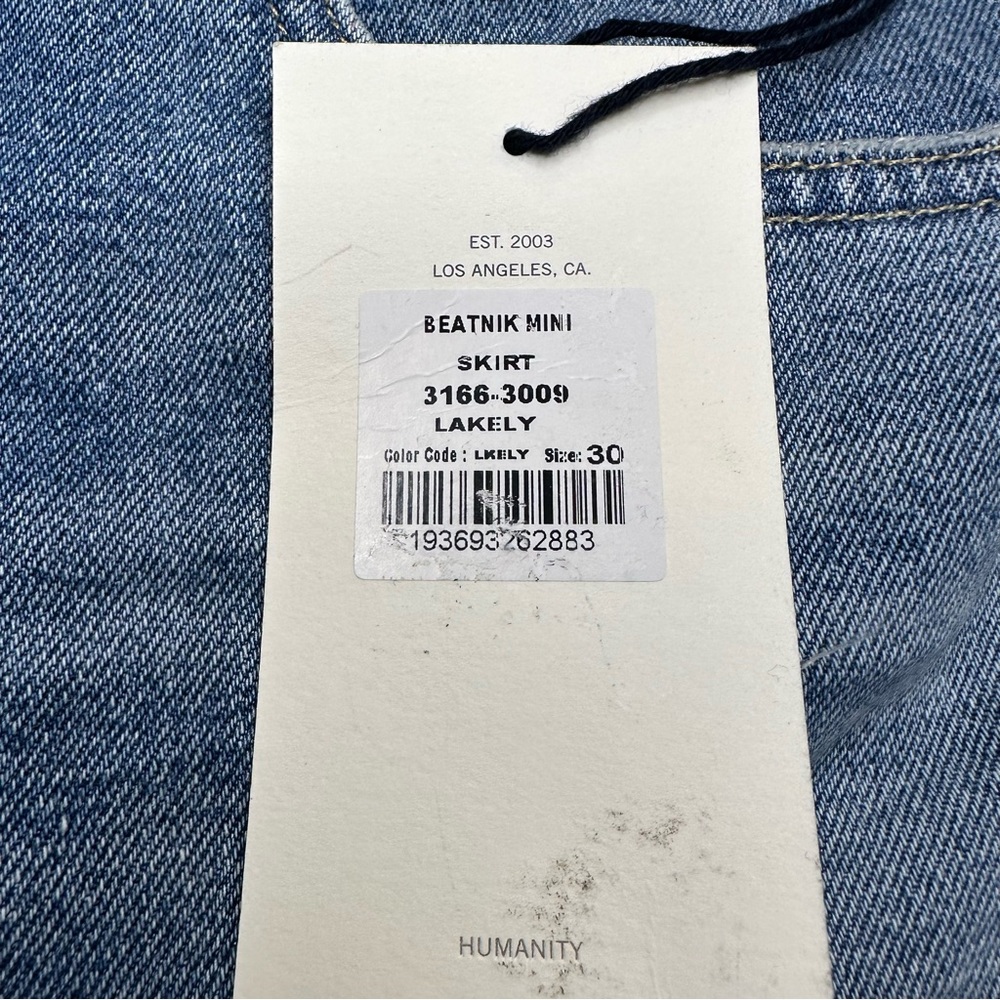 EST. 2003
LOS ANGELES, CA.
BEATNIK MINI
SKIRT
3166-3009
LAKELY
Color Code : LKELY Size: 30
193693262883
HUMANITY